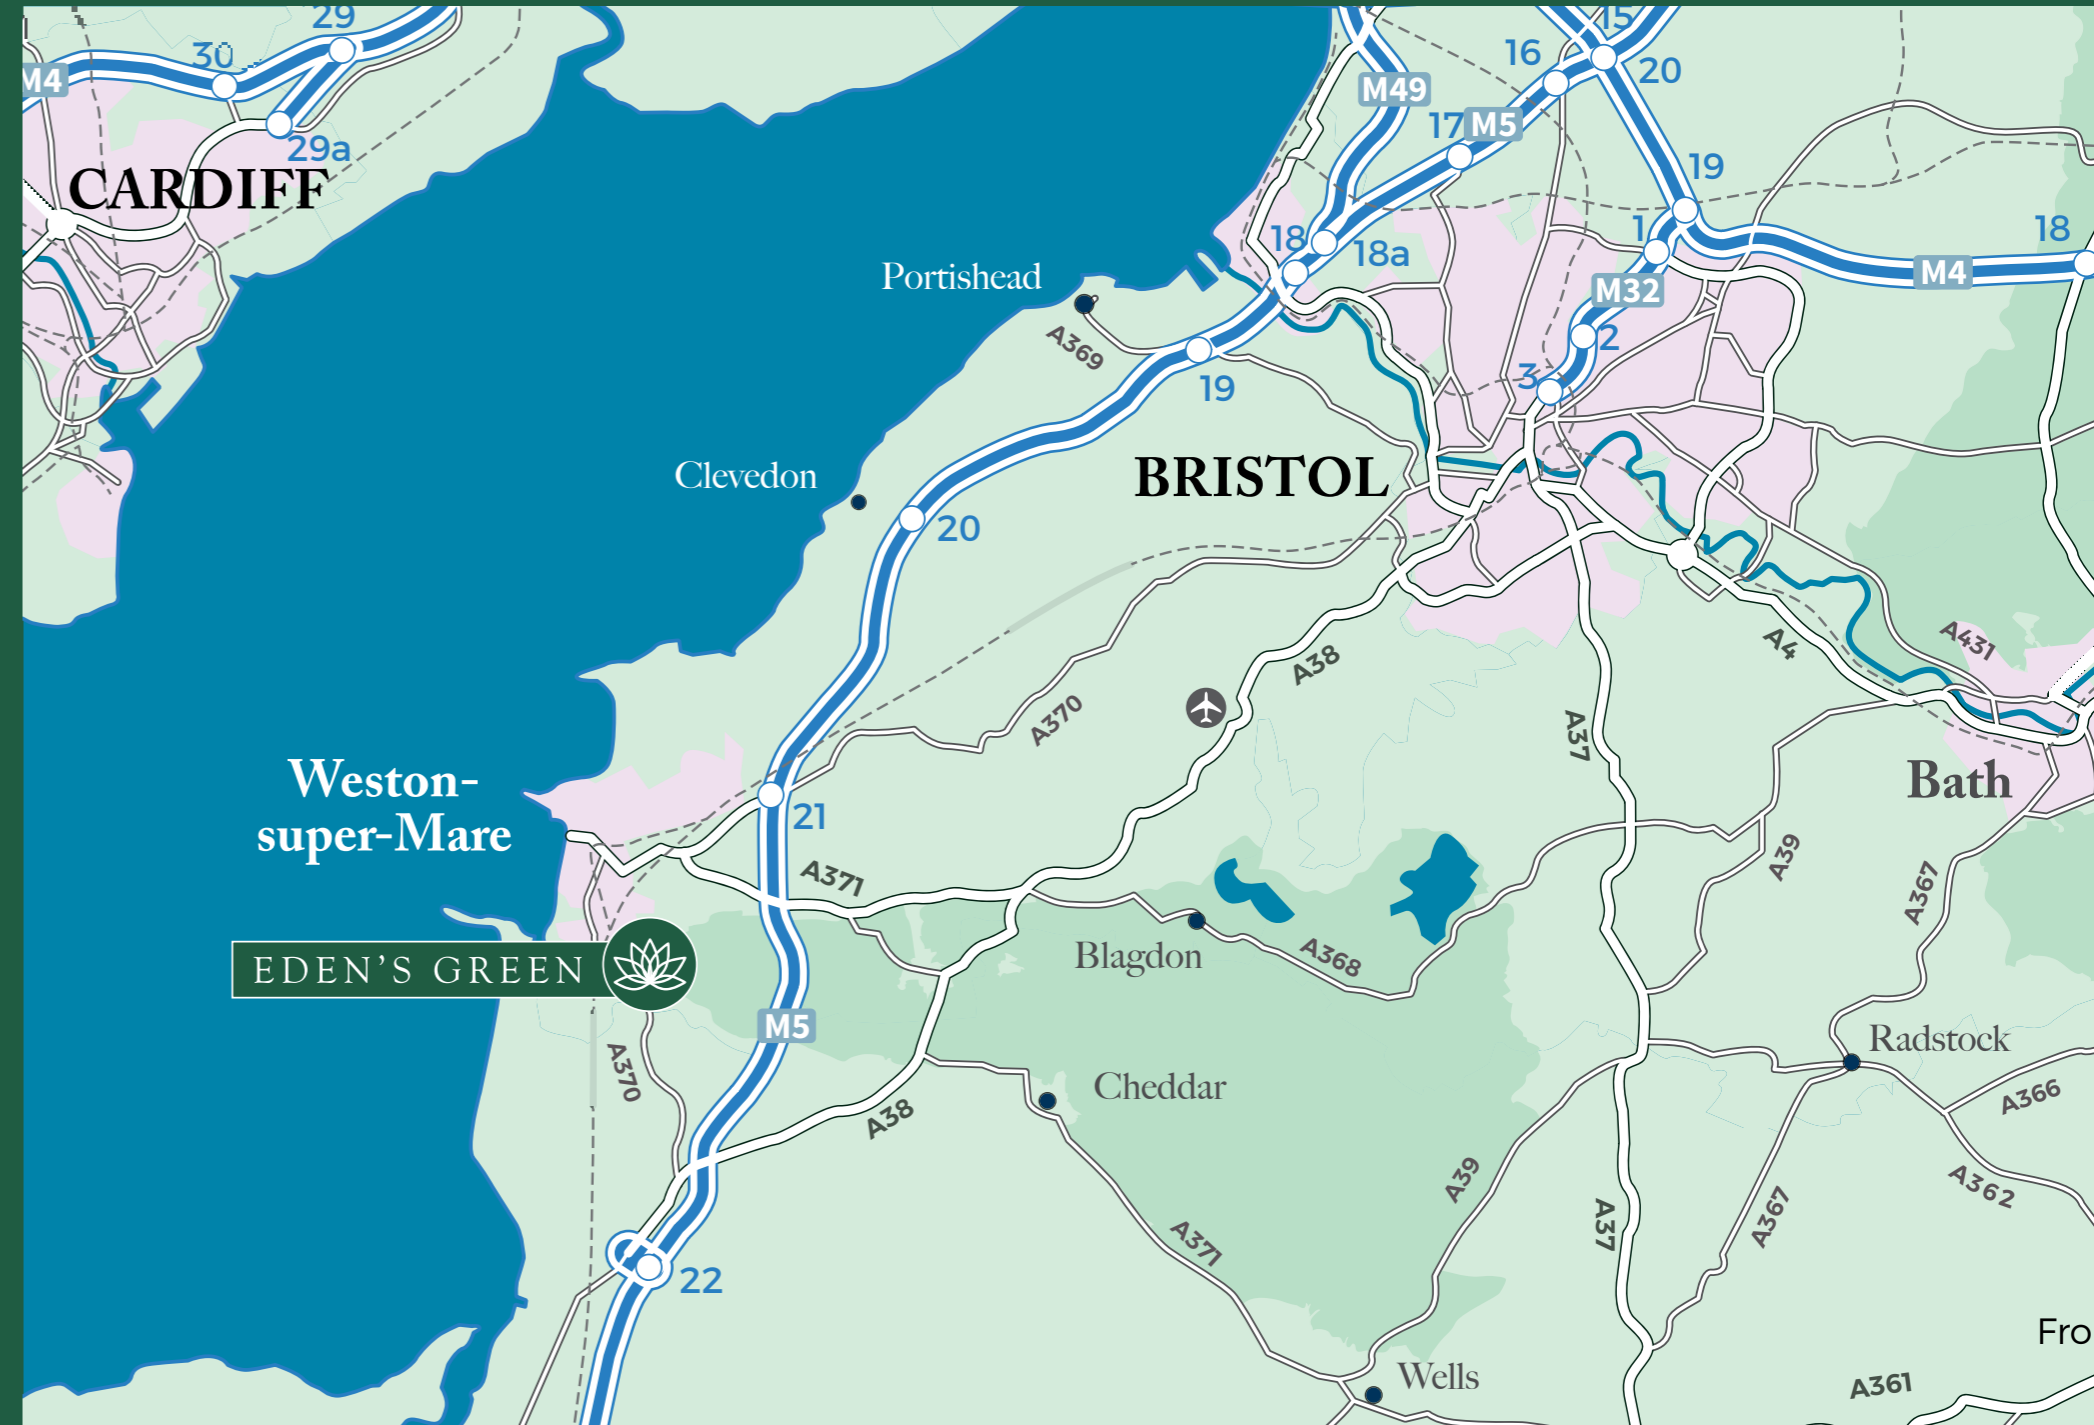 29
15
30
16
20
M4
M49
17
M5
29a
19
CARDIFF
1
18
18
18a
M4
Portishead
M32
2
A369
3
19
BRISTOL
Clevedon
20
A4
A431
A38
A370
A37
Weston-
super-Mare
Bath
21
A371
A39
A367
Blagdon
A368
EDEN'S GREEN
M5
Radstock
A370
Cheddar
A38
A366
A39
A362
A367
A37
A371
22
Fro
Wells
A361